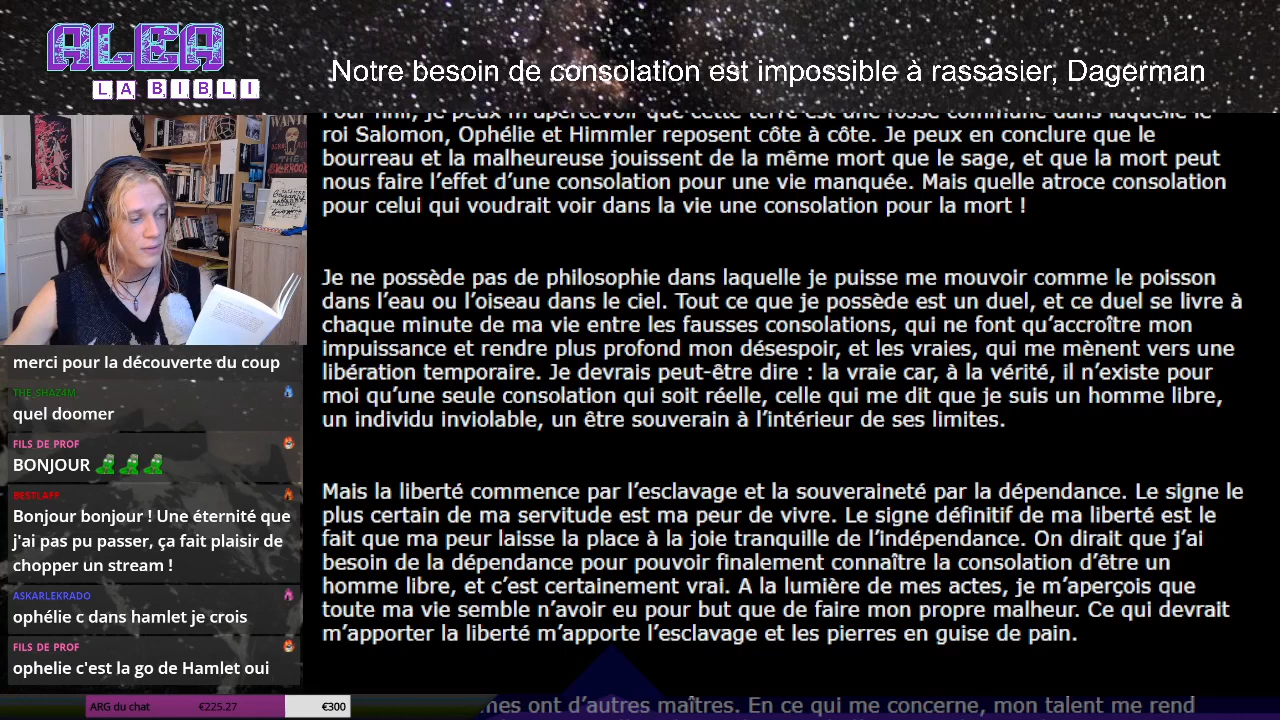 ALEA
LA BIBLI
Notre besoin de consolation est impossible à rassasier, Dagerman
Pour finir, je peux m'apercevoir que cette terre est une fosse commune dans laquelle le
roi Salomon, Ophélie et Himmler reposent côte à côte. Je peux en conclure que le
bourreau et la malheureuse jouissent de la même mort que le sage, et que la mort peut
nous faire l’effet d’une consolation pour une vie manquée. Mais quelle atroce consolation
pour celui qui voudrait voir dans la vie une consolation pour la mort !
Je ne possède pas de philosophie dans laquelle je puisse me mouvoir comme le poisson
dans l’eau ou l’oiseau dans le ciel. Tout ce que je possède est un duel, et ce duel se livre à
chaque minute de ma vie entre les fausses consolations, qui ne font qu’accroître mon
impuissance et rendre plus profond mon désespoir, et les vraies, qui me mènent vers une
libération temporaire. Je devrais peut-être dire : la vraie car, à la vérité, il n’existe pour
moi qu’une seule consolation qui soit réelle, celle qui me dit que je suis un homme libre,
un individu inviolable, un être souverain à l’intérieur de ses limites.
Mais la liberté commence par l’esclavage et la souveraineté par la dépendance. Le signe le
plus certain de ma servitude est ma peur de vivre. Le signe définitif de ma liberté est le
fait que ma peur laisse la place à la joie tranquille de l’indépendance. On dirait que j’ai
besoin de la dépendance pour pouvoir finalement connaître la consolation d’être un
homme libre, et c’est certainement vrai. A la lumière de mes actes, je m’aperçois que
toute ma vie semble n’avoir eu pour but que de faire mon propre malheur. Ce qui devrait
m’apporter la liberté m’apporte l’esclavage et les pierres en guise de pain.
ont d’autres maîtres. En ce qui me concerne, mon talent me rend
merci pour la découverte du coup
THE_SHAZ4M
quel doomer
FILS DE PROF
BONJOUR
BESTLAFF
Bonjour bonjour ! Une éternité que
j'ai pas pu passer, ça fait plaisir de
chopper un stream !
ASKARLEKRADO
ophélie c dans hamlet je crois
FILS DE PROF
ophelie c'est la go de Hamlet oui
ARG du chat €225.27 €300